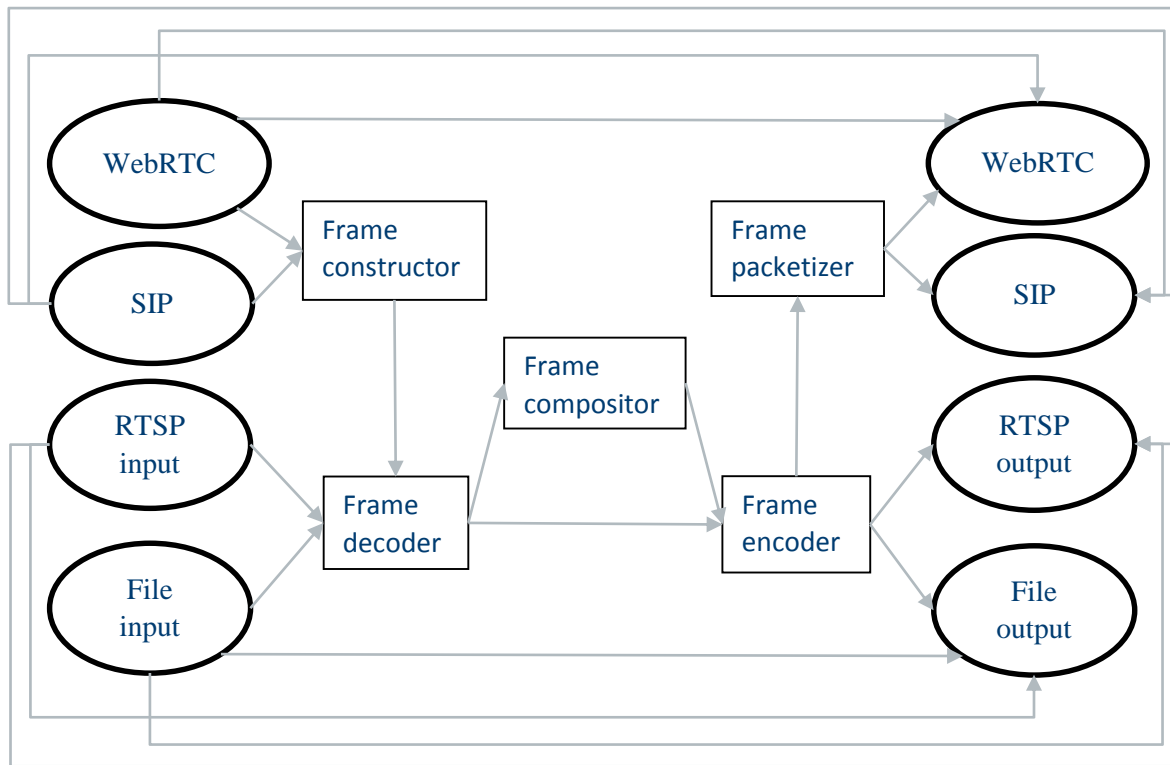 WebRTC
WebRTC
Frame
constructor
Frame
packetizer
SIP
SIP
Frame
compositor
RTSP
input
RTSP
output
Frame
decoder
Frame
encoder
File
input
File
output